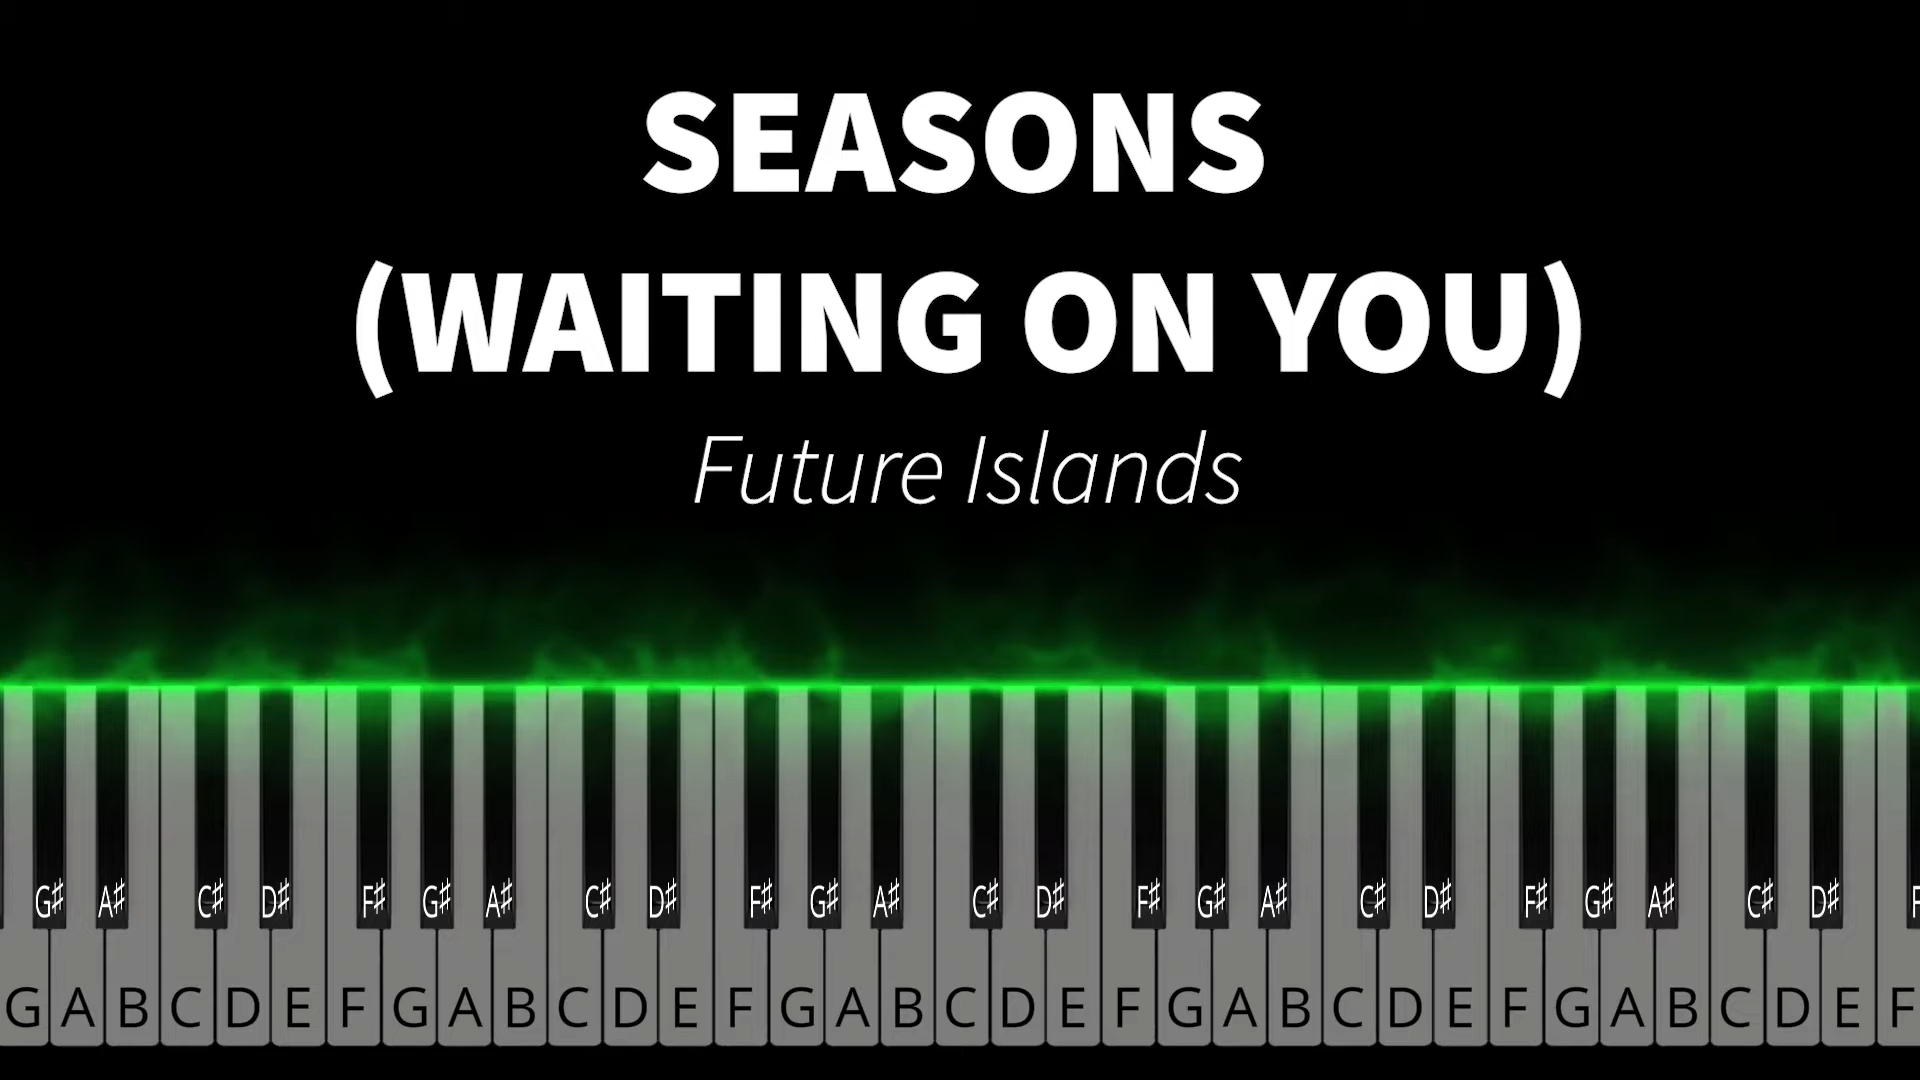 SEASONS
(WAITING ON YOU)
Future Islands
G♯ A♯ C♯ D♯ F♯ G♯ A♯ C♯ D♯ F♯ G♯ A♯ C♯ D♯ F♯ G♯ A♯ C♯ D♯ F♯ G♯ A♯ C♯ D♯ F
G A B C D E F G A B C D E F G A B C D E F G A B C D E F G A B C D E F